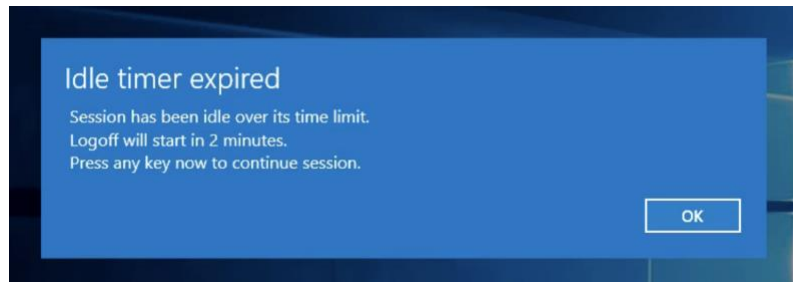 Idle timer expired
Session has been idle over its time limit.
Logoff will start in 2 minutes.
Press any key now to continue session.
OK